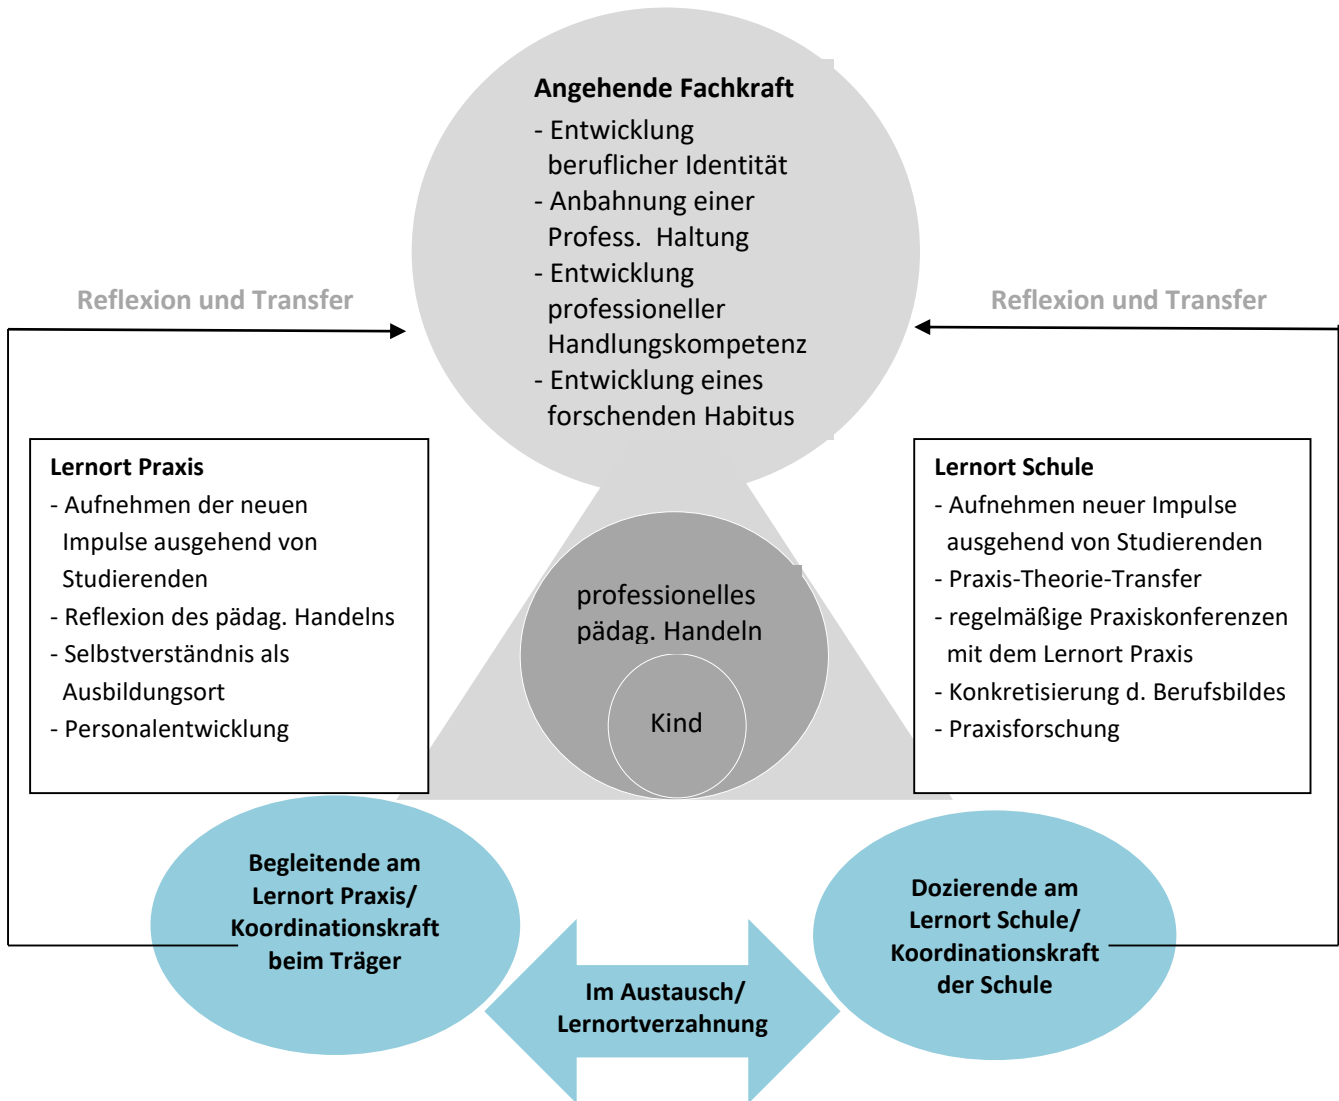 Angehende Fachkraft
- Entwicklung
beruflicher Identität
- Anbahnung einer
Profess. Haltung
- Entwicklung
professioneller
Handlungskompetenz
- Entwicklung eines
forschenden Habitus
Reflexion und Transfer
Reflexion und Transfer
Lernort Praxis
- Aufnehmen der neuen
Impulse ausgehend von
Studierenden
- Reflexion des pädag. Handelns
- Selbstverständnis als
Ausbildungsort
- Personalentwicklung
professionelles
pädag. Handeln
Kind
Lernort Schule
- Aufnehmen neuer Impulse
ausgehend von Studierenden
- Praxis-Theorie-Transfer
- regelmäßige Praxiskonferenzen
mit dem Lernort Praxis
- Konkretisierung d. Berufsbildes
- Praxisforschung
Begleitende am
Lernort Praxis/
Koordinationskraft
beim Träger
Im Austausch/
Lernortverzahnung
Dozierende am
Lernort Schule/
Koordinationskraft
der Schule